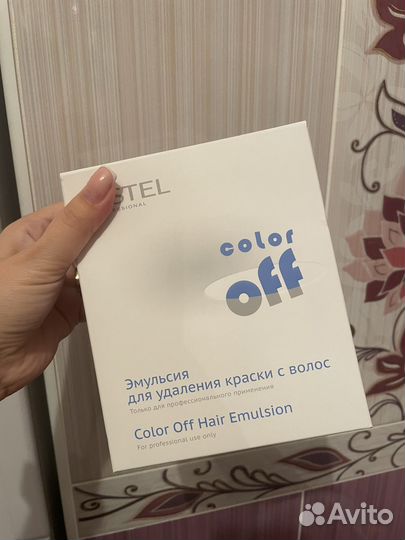 STEL
color
off
Эмульсия
для удаления краски с волос
Только для профессионального применения
Color Off Hair Emulsion
For professional use only
Avito